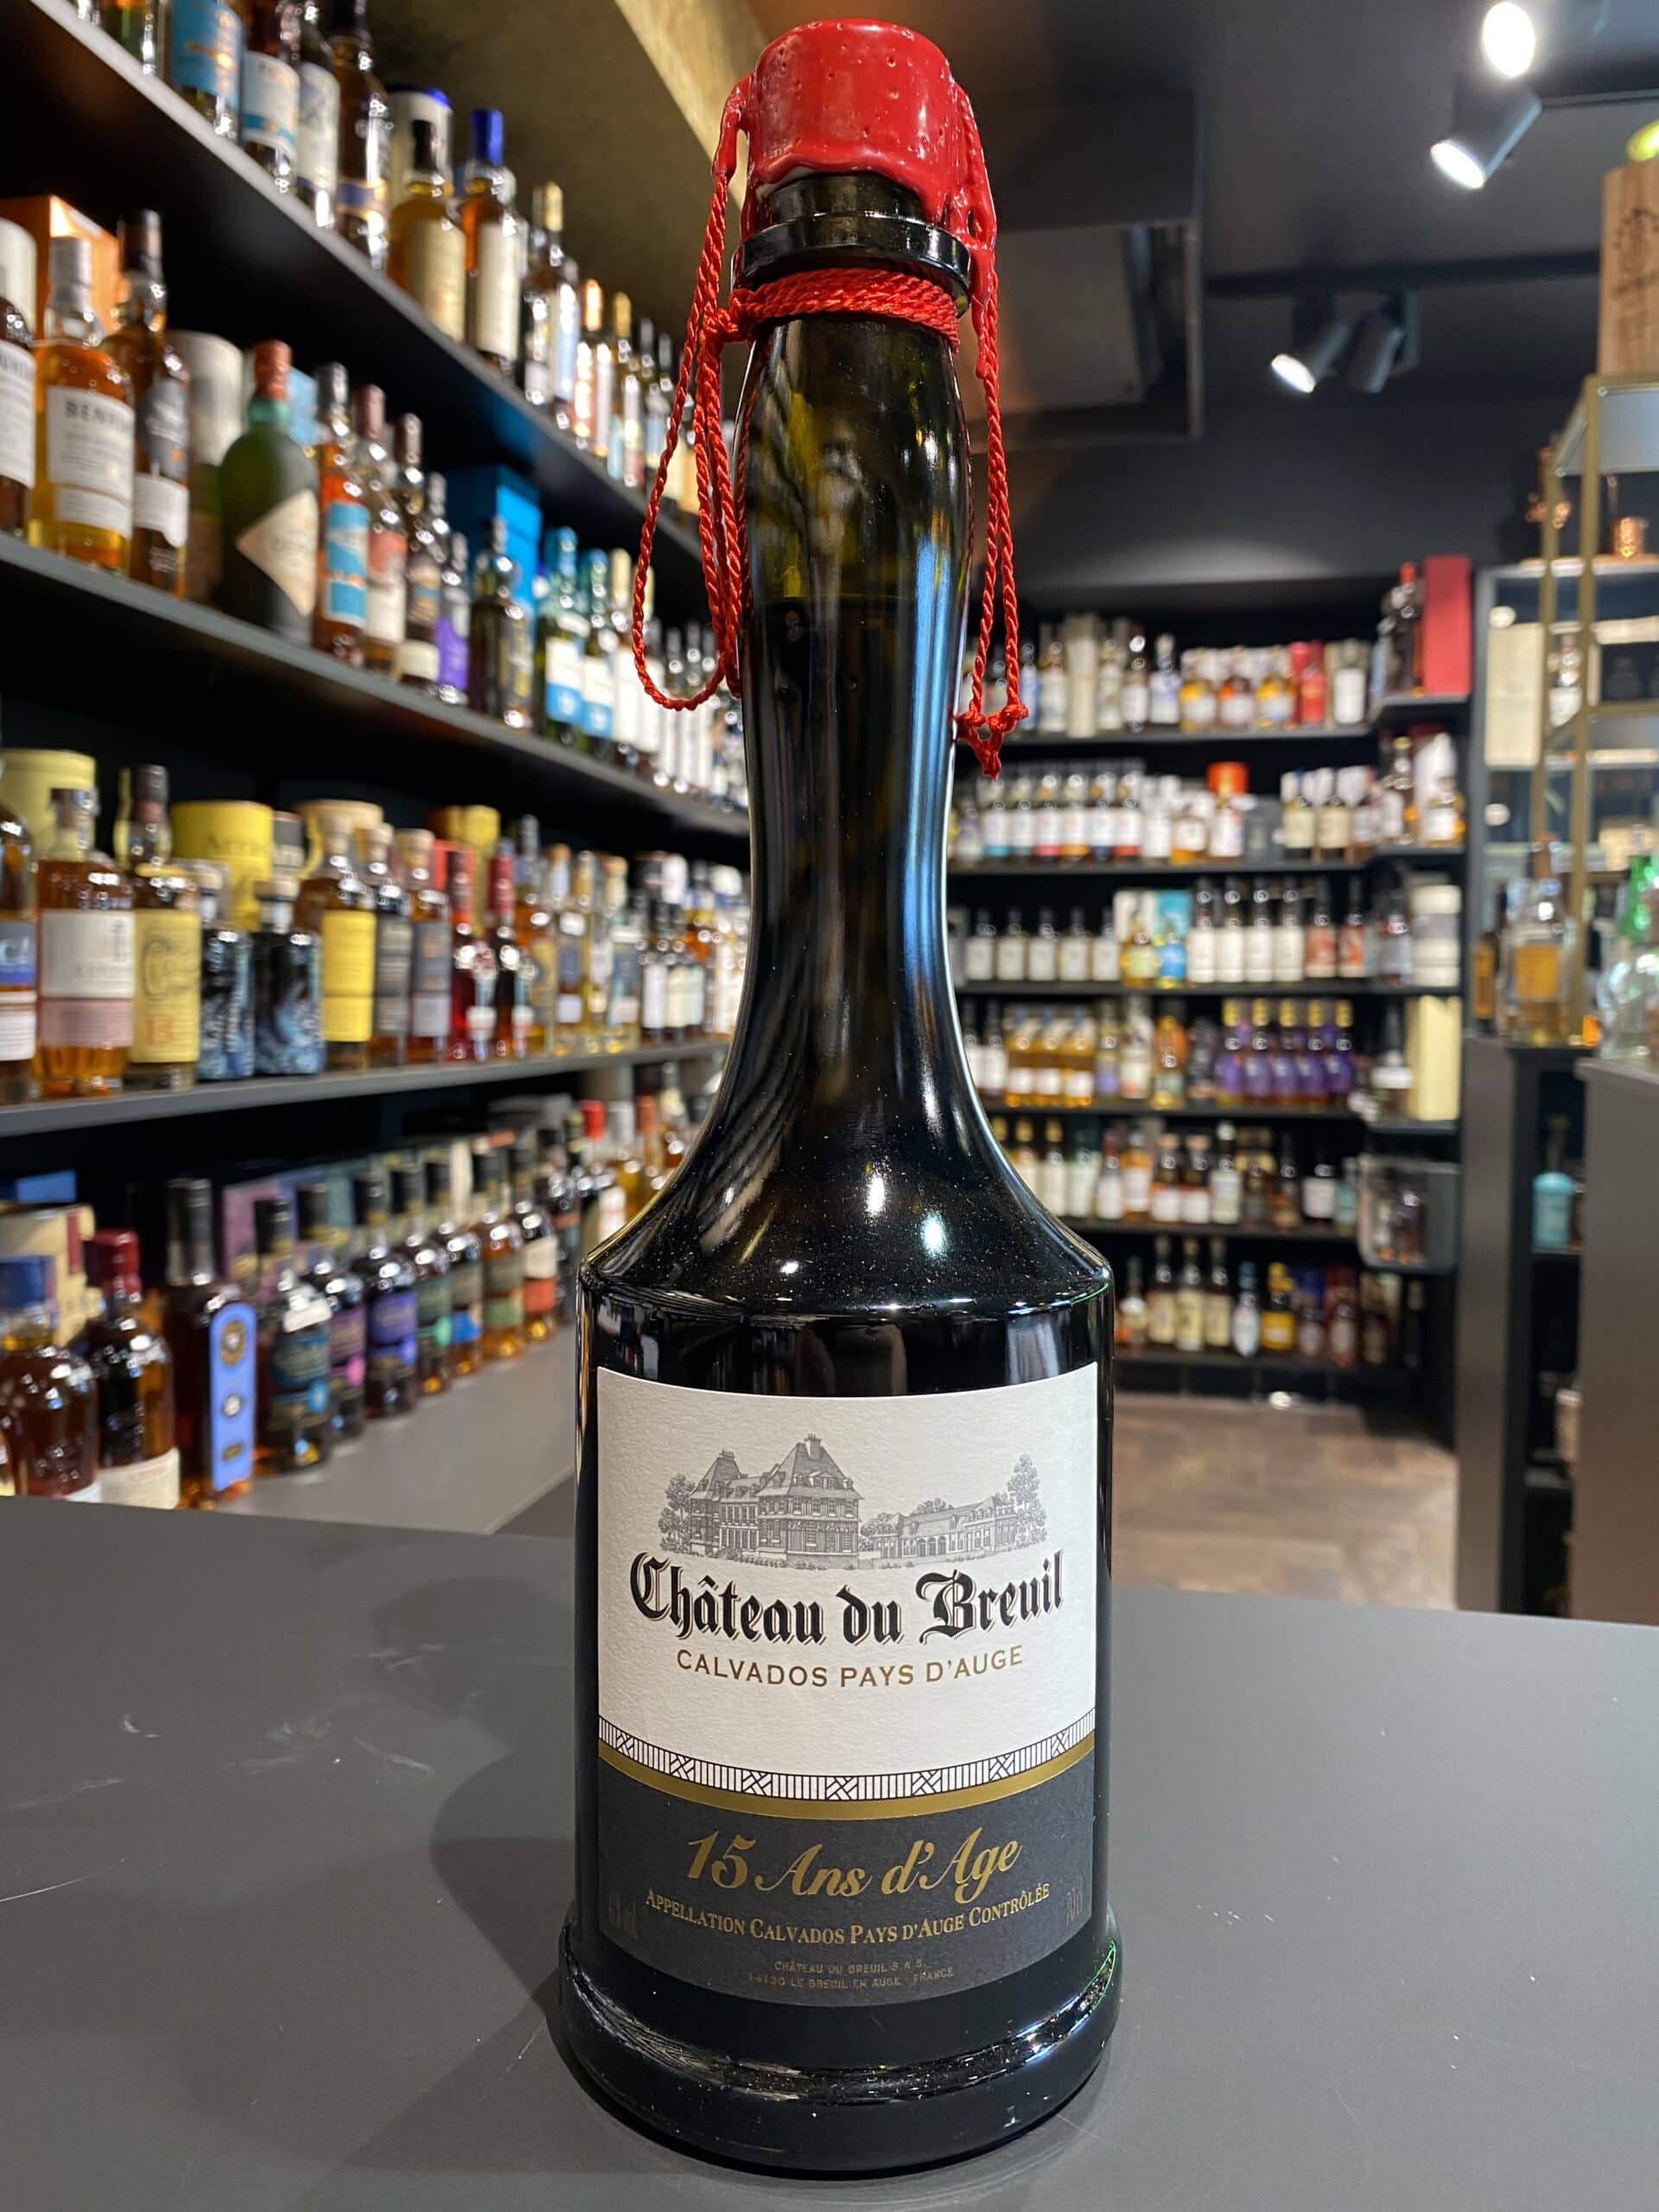 Château du Breuil
CALVADOS PAYS D'AUGE
15 Ans d'Age
APPELLATION CALVADOS PAYS D'AUGE CONTRÔLÉE
70cl
CHÂTEAU DU BREUIL S.A.S.
14130 LE BREUIL EN AUGE - FRANCE